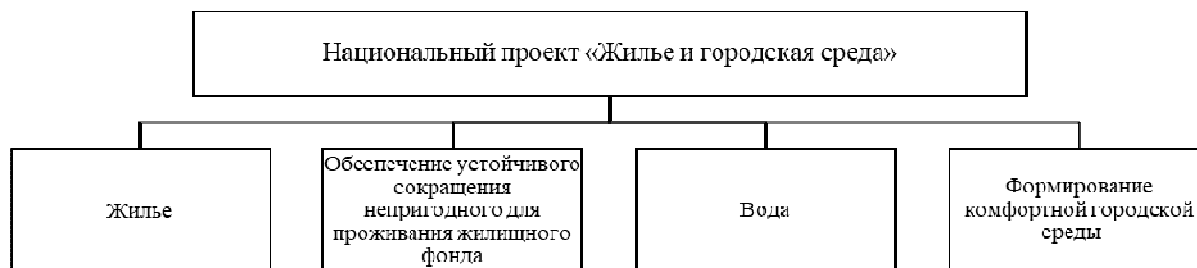 Национальный проект «Жилье и городская среда»
Жилье
Обеспечение устойчивого
сокращения
непригодного для
проживания жилищного
фонда
Вода
Формирование
комфортной городской
среды